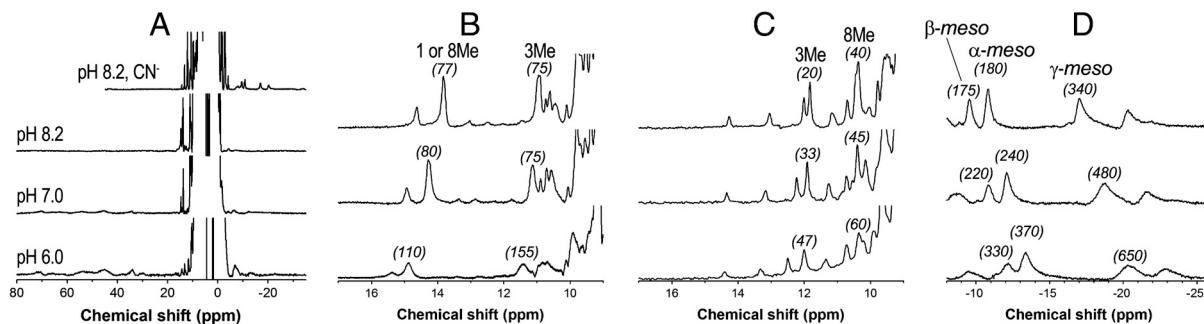 A
pH 8.2, CN-
pH 8.2
pH 7.0
pH 6.0
80 60 40 20 0 -20
Chemical shift (ppm)
B
1 or 8Me 3Me
(77) (75)
(80) (75)
(110) (155)
16 14 12 10
Chemical shift (ppm)
C
8Me
3Me (40)
(20)
(45)
(33)
(60)
(47)
16 14 12 10
Chemical shift (ppm)
D
β-meso
α-meso
(180) γ-meso
(175) (340)
(240)
(220) (480)
(370)
(330) (650)
-10 -15 -20 -25
Chemical shift (ppm)